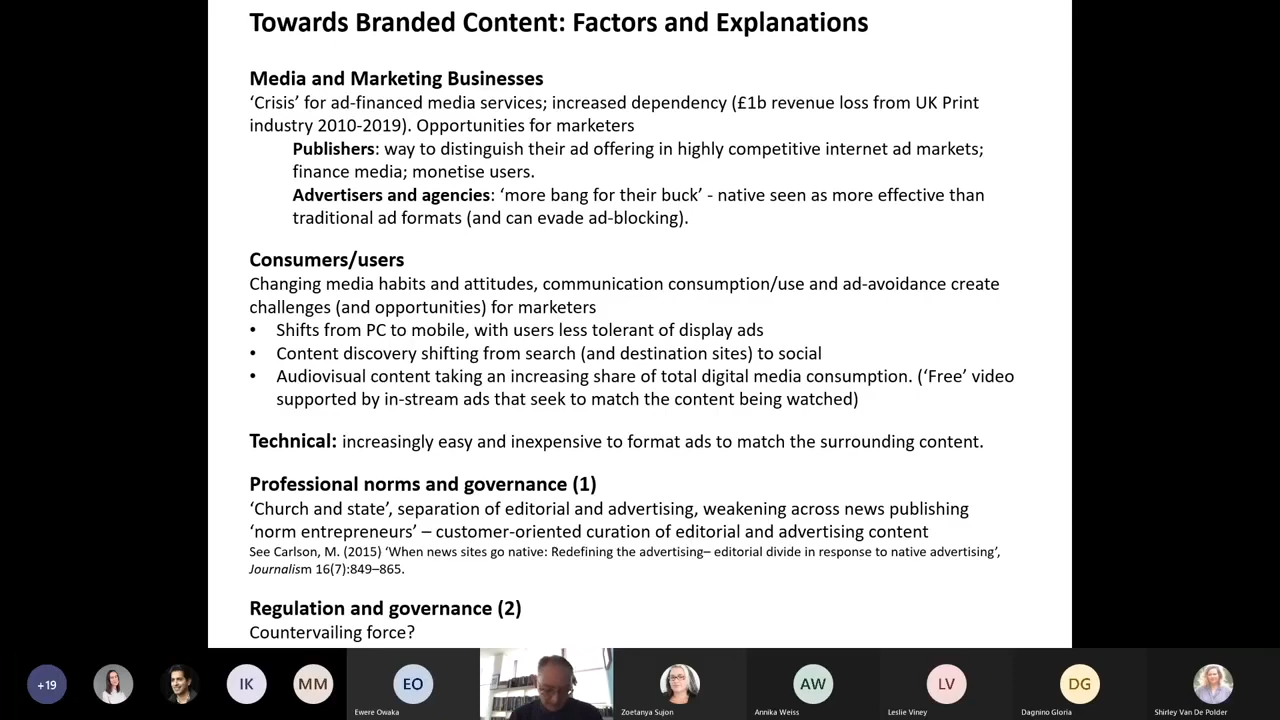 Towards Branded Content: Factors and Explanations
Media and Marketing Businesses
‘Crisis’ for ad-financed media services; increased dependency (£1b revenue loss from UK Print
industry 2010-2019). Opportunities for marketers
Publishers: way to distinguish their ad offering in highly competitive internet ad markets;
finance media; monetise users.
Advertisers and agencies: ‘more bang for their buck’ - native seen as more effective than
traditional ad formats (and can evade ad-blocking).
Consumers/users
Changing media habits and attitudes, communication consumption/use and ad-avoidance create
challenges (and opportunities) for marketers
• Shifts from PC to mobile, with users less tolerant of display ads
• Content discovery shifting from search (and destination sites) to social
• Audiovisual content taking an increasing share of total digital media consumption. (‘Free’ video
supported by in-stream ads that seek to match the content being watched)
Technical: increasingly easy and inexpensive to format ads to match the surrounding content.
Professional norms and governance (1)
‘Church and state’, separation of editorial and advertising, weakening across news publishing
‘norm entrepreneurs’ – customer-oriented curation of editorial and advertising content
See Carlson, M. (2015) ‘When news sites go native: Redefining the advertising– editorial divide in response to native advertising’,
Journalism 16(7):849–865.
Regulation and governance (2)
Countervailing force?
+19
IK
MM
EO
AW
LV
DG
Ewere Owaka
Zoetanya Sujon
Annika Weiss
Leslie Viney
Dagnino Gloria
Shirley Van De Polder